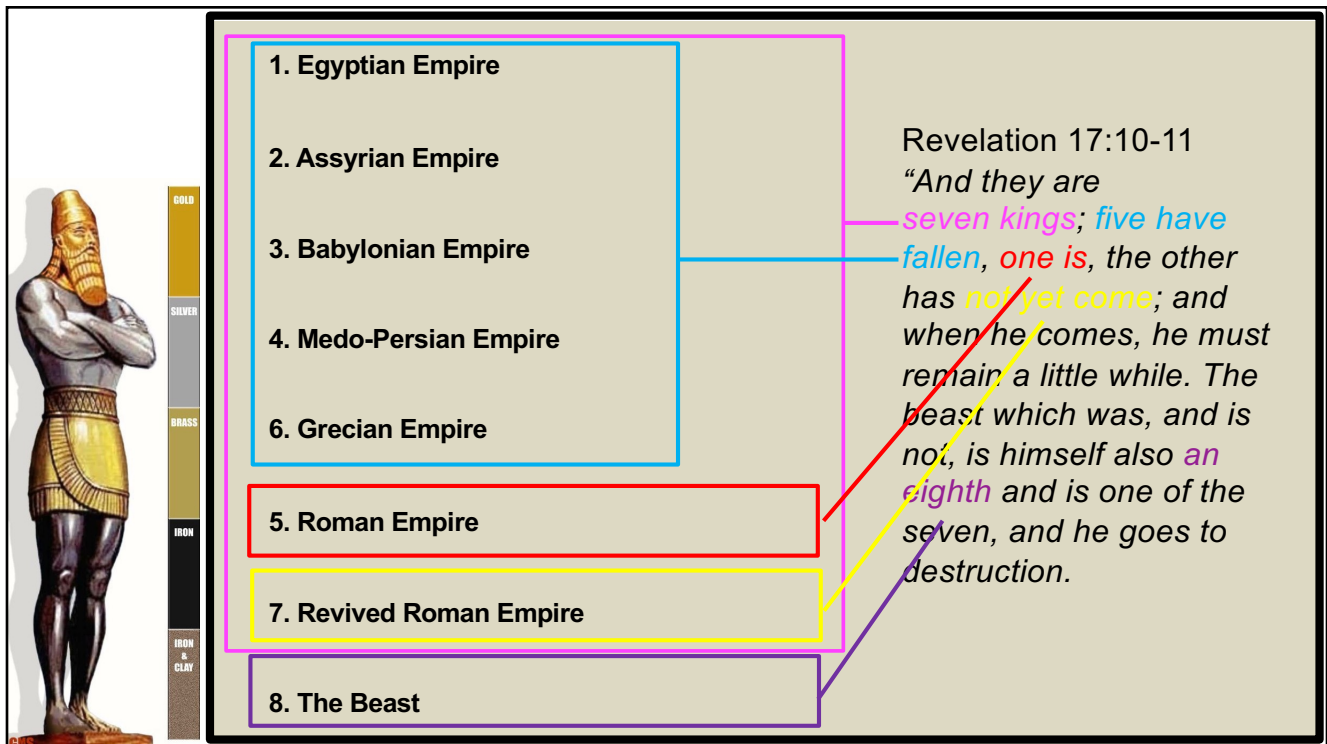 1. Egyptian Empire
2. Assyrian Empire
3. Babylonian Empire
4. Medo-Persian Empire
6. Grecian Empire
5. Roman Empire
7. Revived Roman Empire
8. The Beast
Revelation 17:10-11
“And they are
seven kings; five have
fallen, one is, the other
has not yet come; and
when he comes, he must
remain a little while. The
beast which was, and is
not, is himself also an
eighth and is one of the
seven, and he goes to
destruction.
GOLD
SILVER
BRASS
IRON
IRON
&
CLAY